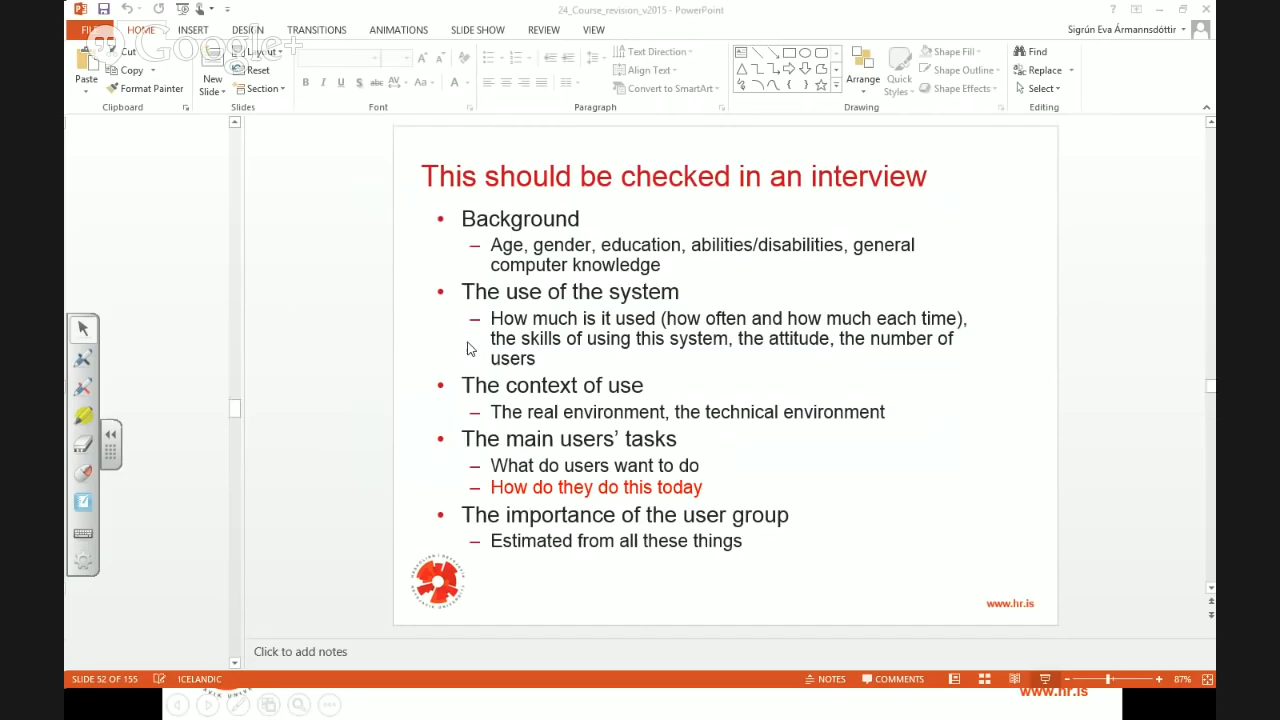 24_Course_revision_v2015 - PowerPoint
FILE HOME INSERT DESIGN TRANSITIONS ANIMATIONS SLIDE SHOW REVIEW VIEW
Sigrún Eva Ármannsdóttir
Google+
Paste
Cut
Copy
Format Painter
Clipboard
New
Slide
Layout
Reset
Section
Slides
B I U S abc AV Aa A
Font
Text Direction
Align Text
Convert to SmartArt
Paragraph
Arrange
Quick
Styles
Shape Fill
Shape Outline
Shape Effects
Drawing
Find
Replace
Select
Editing
This should be checked in an interview
• Background
– Age, gender, education, abilities/disabilities, general
computer knowledge
• The use of the system
– How much is it used (how often and how much each time),
the skills of using this system, the attitude, the number of
users
• The context of use
– The real environment, the technical environment
• The main users' tasks
– What do users want to do
– How do they do this today
• The importance of the user group
– Estimated from all these things
www.hr.is
Click to add notes
SLIDE 52 OF 155 ICELANDIC NOTES COMMENTS 87%
www.hr.is